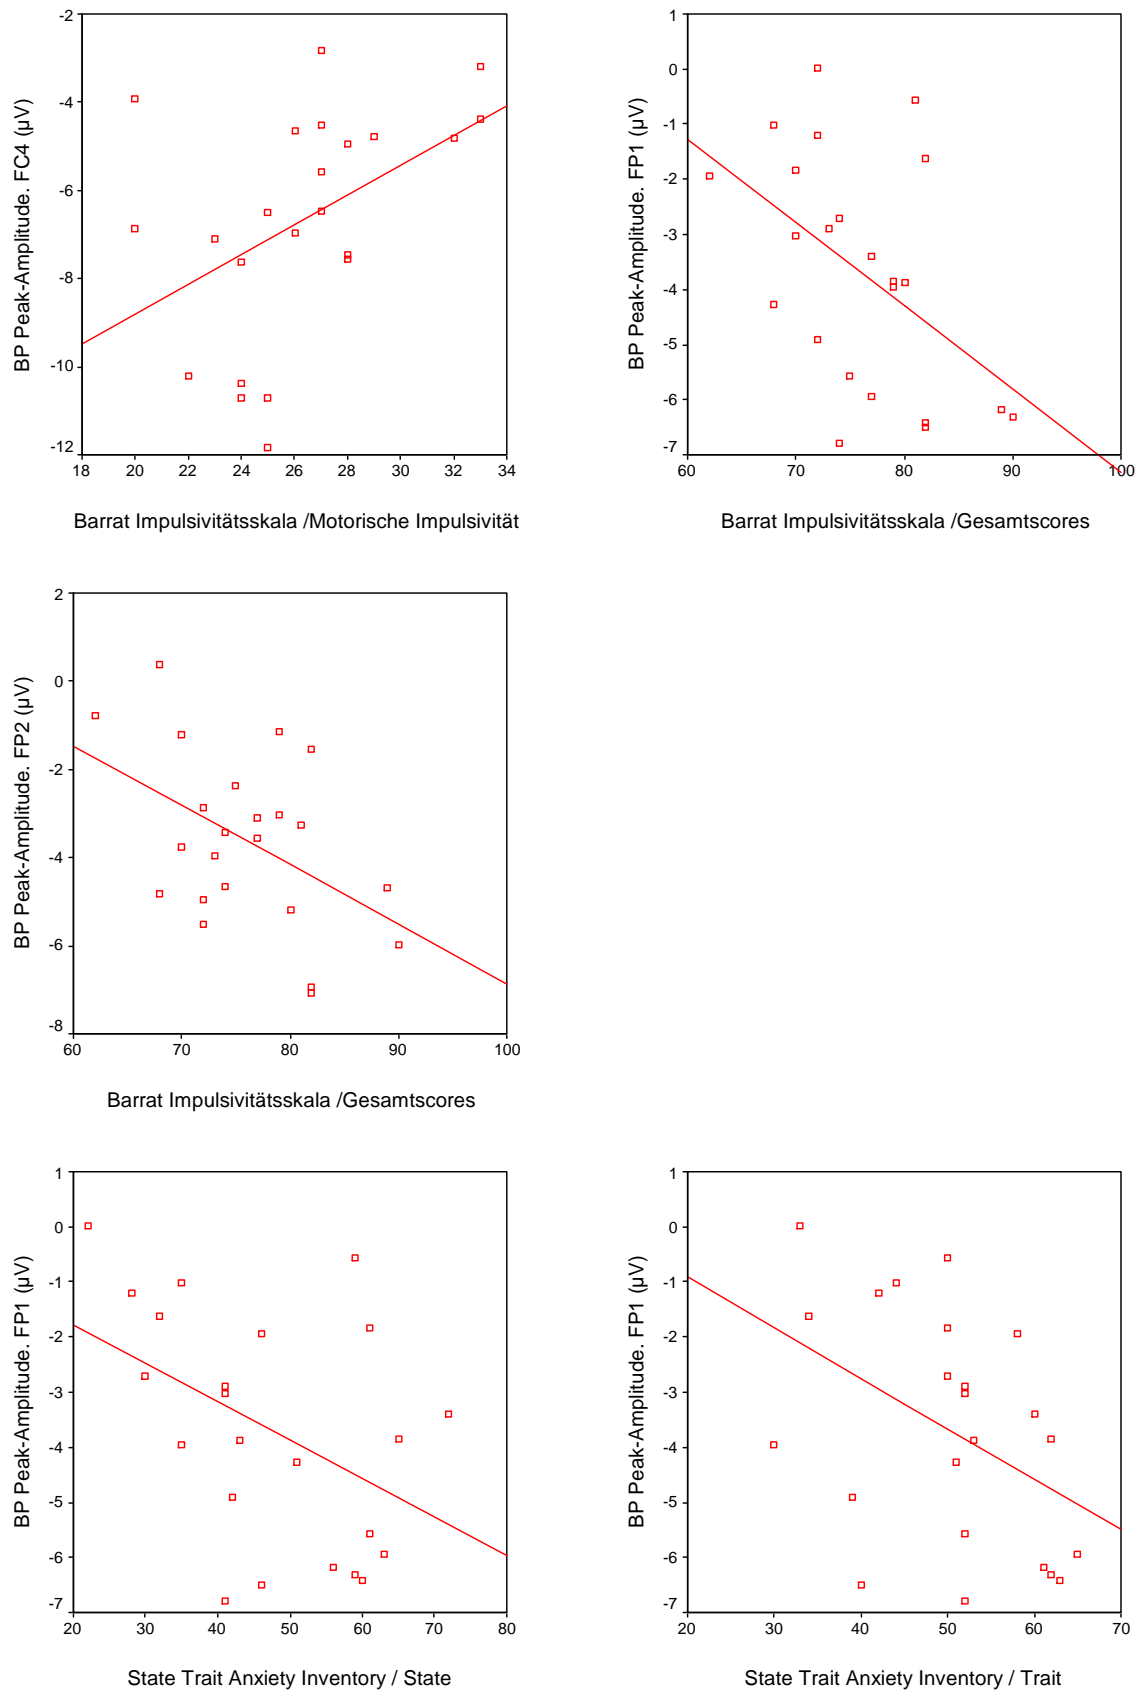 -2
-4
-6
-8
-10
-12
18 20 22 24 26 28 30 32 34
BP Peak-Amplitude. FC4 (µV)
Barrat Impulsivitätsskala /Motorische Impulsivität
1
0
-1
-2
-3
-4
-5
-6
-7
60 70 80 90 100
BP Peak-Amplitude. FP1 (µV)
Barrat Impulsivitätsskala /Gesamtscores
2
0
-2
-4
-6
-8
60 70 80 90 100
BP Peak-Amplitude. FP2 (µV)
Barrat Impulsivitätsskala /Gesamtscores
1
0
-1
-2
-3
-4
-5
-6
-7
20 30 40 50 60 70 80
BP Peak-Amplitude. FP1 (µV)
State Trait Anxiety Inventory / State
1
0
-1
-2
-3
-4
-5
-6
-7
20 30 40 50 60 70
BP Peak-Amplitude. FP1 (µV)
State Trait Anxiety Inventory / Trait